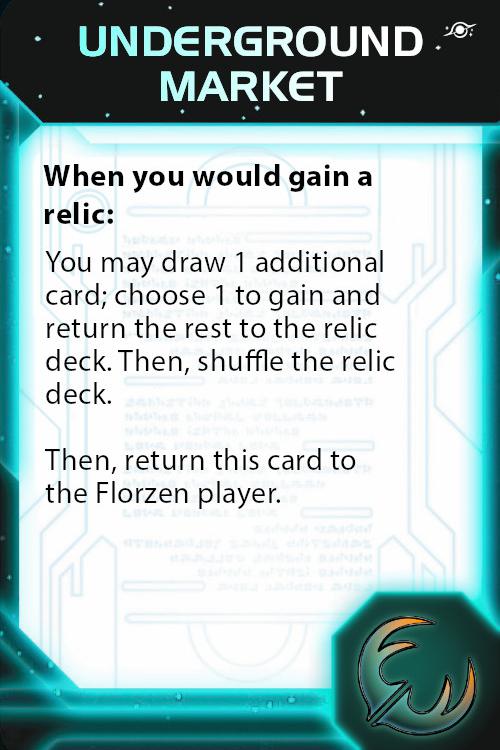 UNDERGROUND
MARKET
When you would gain a
relic:
You may draw 1 additional
card; choose 1 to gain and
return the rest to the relic
deck. Then, shuffle the relic
deck.
Then, return this card to
the Florzen player.